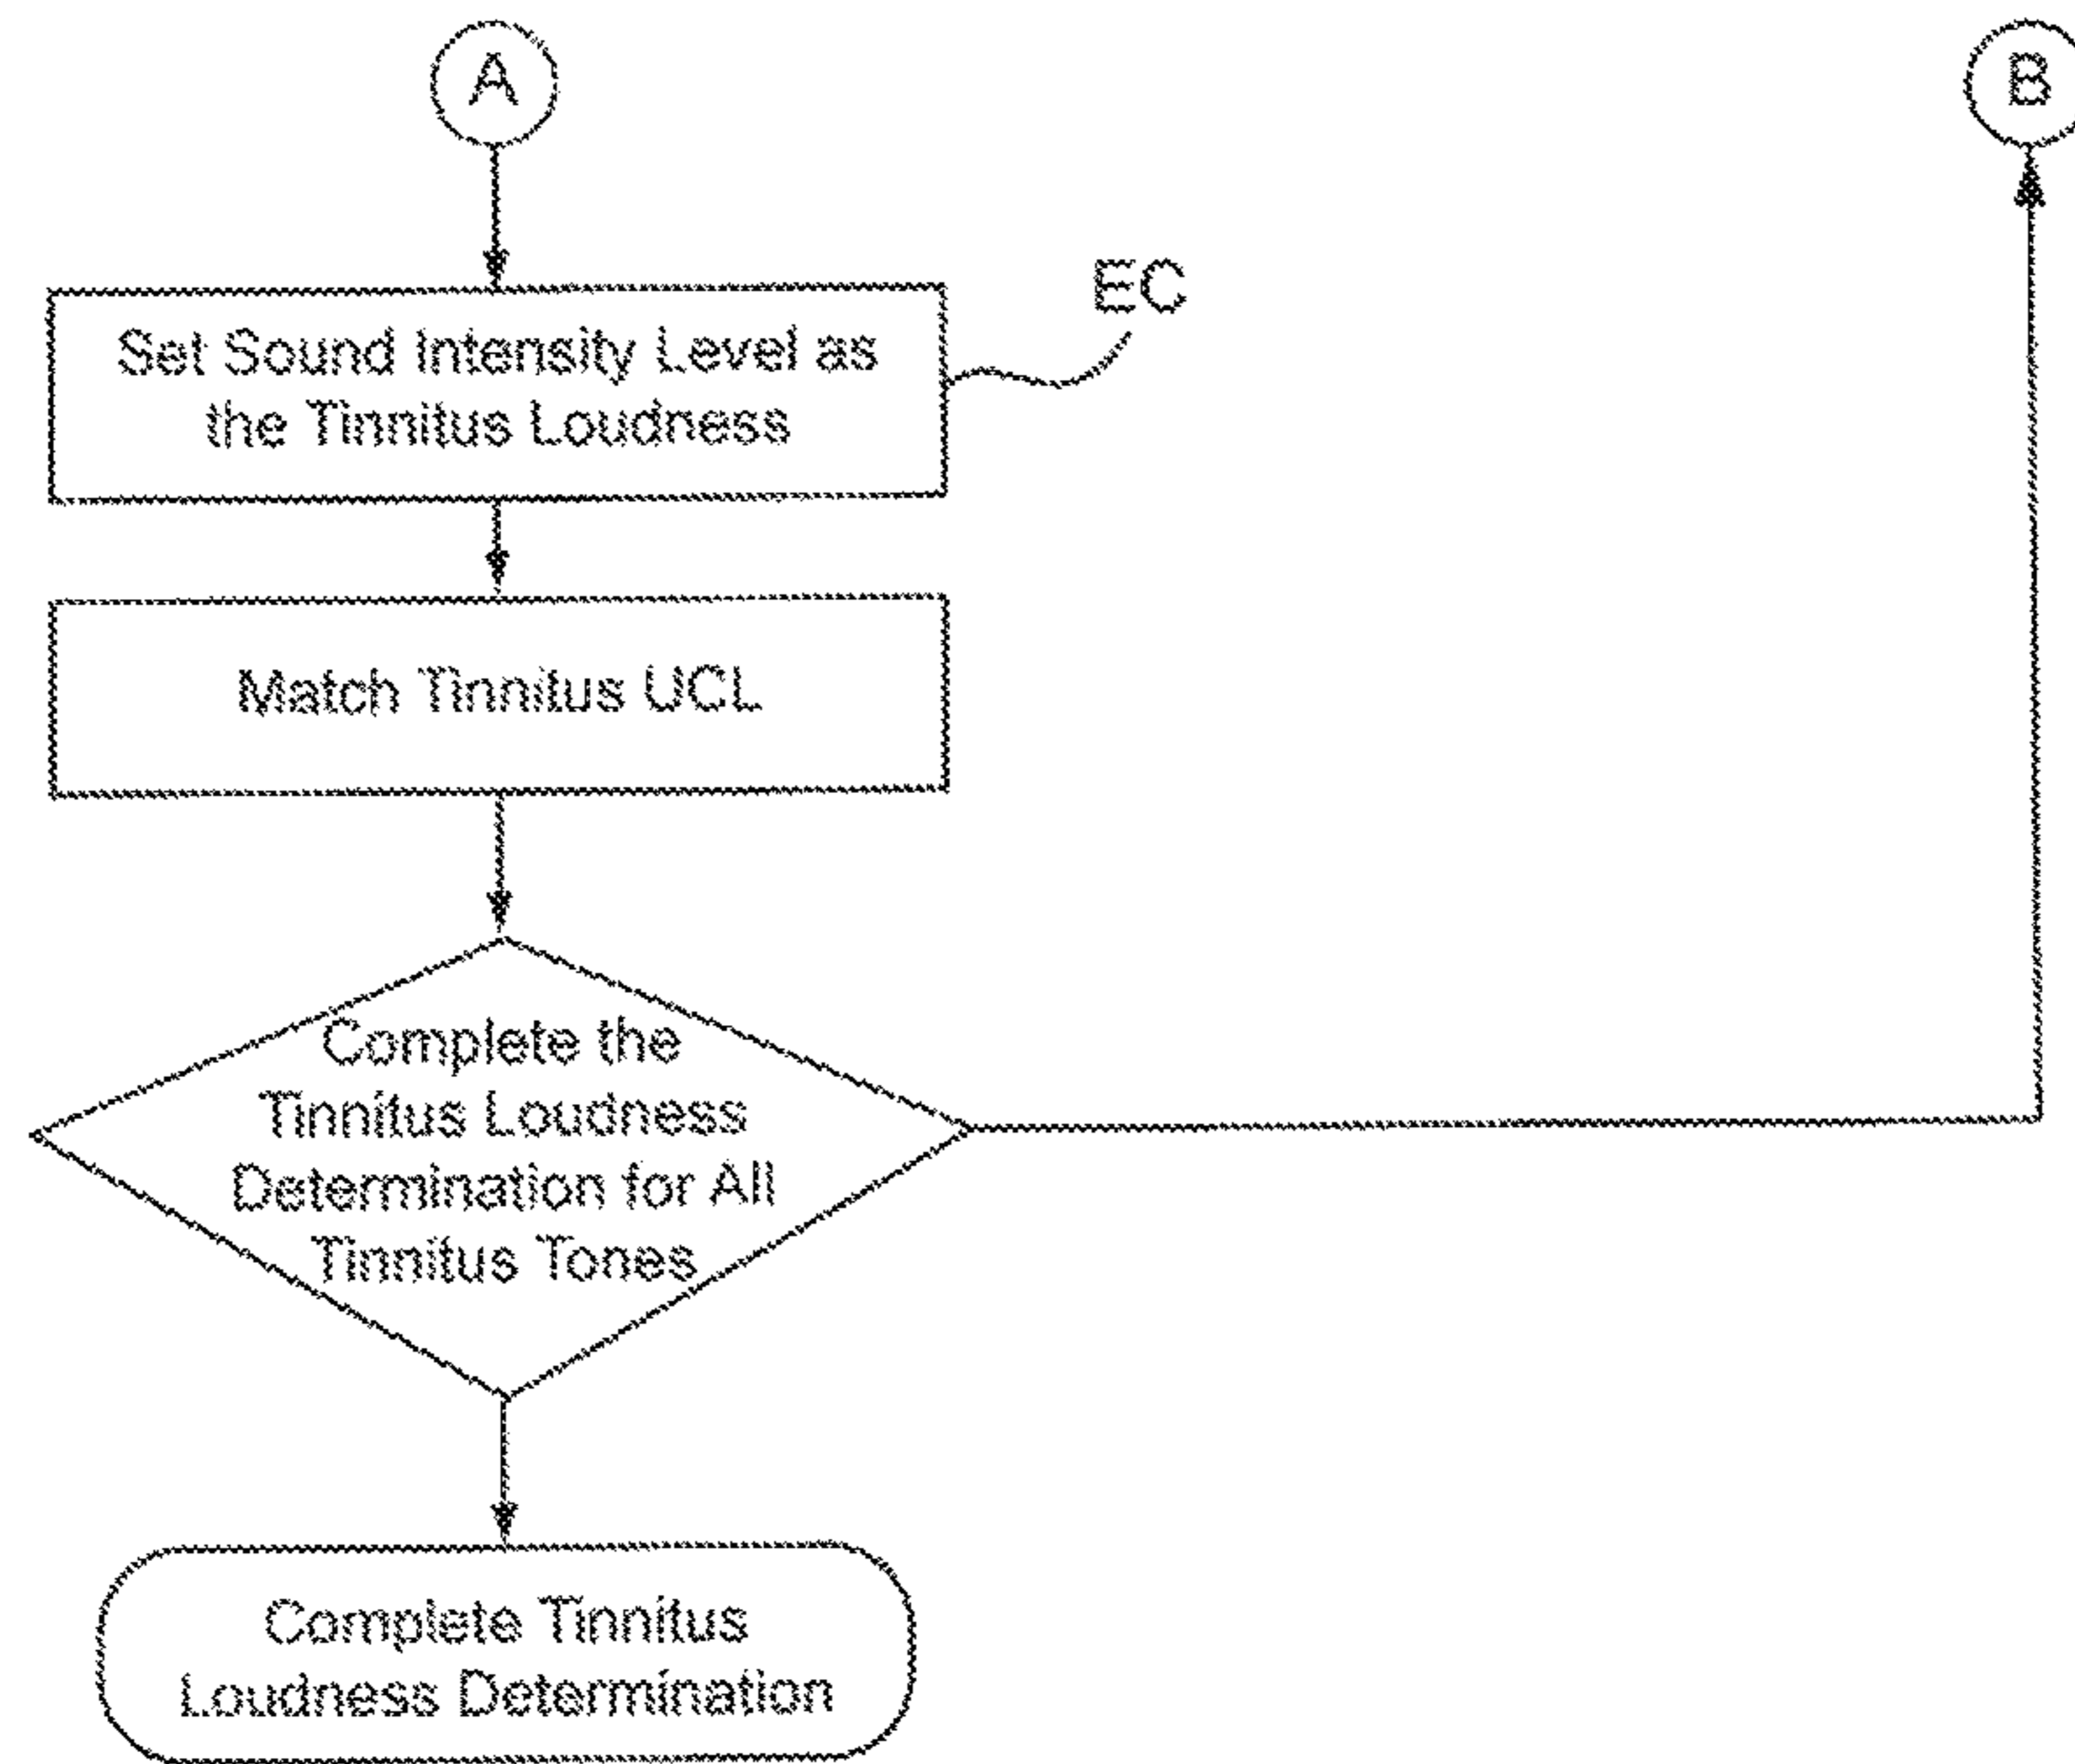 A
B
EC
Set Sound Intensity Level as
the Tinnitus Loudness
Match Tinnitus UCL
Complete the
Tinnitus Loudness
Determination for All
Tinnitus Tones
Complete Tinnitus
Loudness Determination